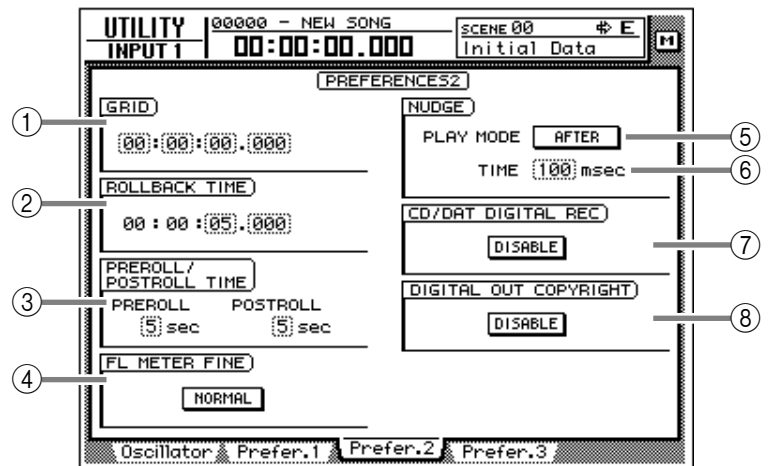 UTILITY
INPUT 1
00000 - NEW SONG
00:00:00.000
SCENE 00 E
Initial Data
M
PREFERENCES2
GRID
00:00:00.000
ROLLBACK TIME
00:00:05.000
PREROLL/
POSTROLL TIME
PREROLL POSTROLL
5 sec 5 sec
FL METER FINE
NORMAL
NUDGE
PLAY MODE AFTER
TIME 100 msec
CD/DAT DIGITAL REC
DISABLE
DIGITAL OUT COPYRIGHT
DISABLE
Oscillator Prefer.1 Prefer.2 Prefer.3
1
2
3
4
5
6
7
8